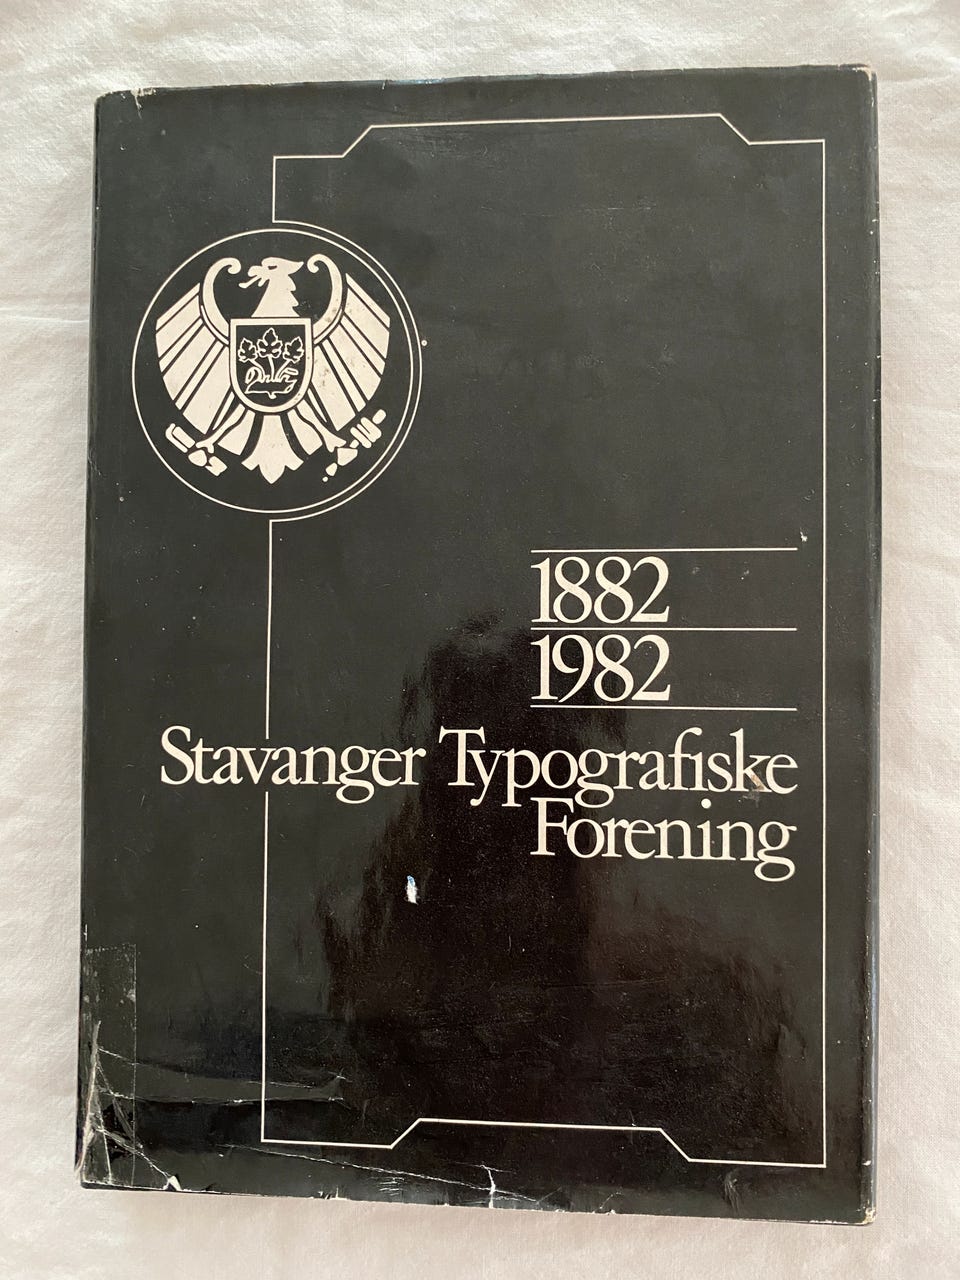 1882
1982
Stavanger Typografiske
Forening